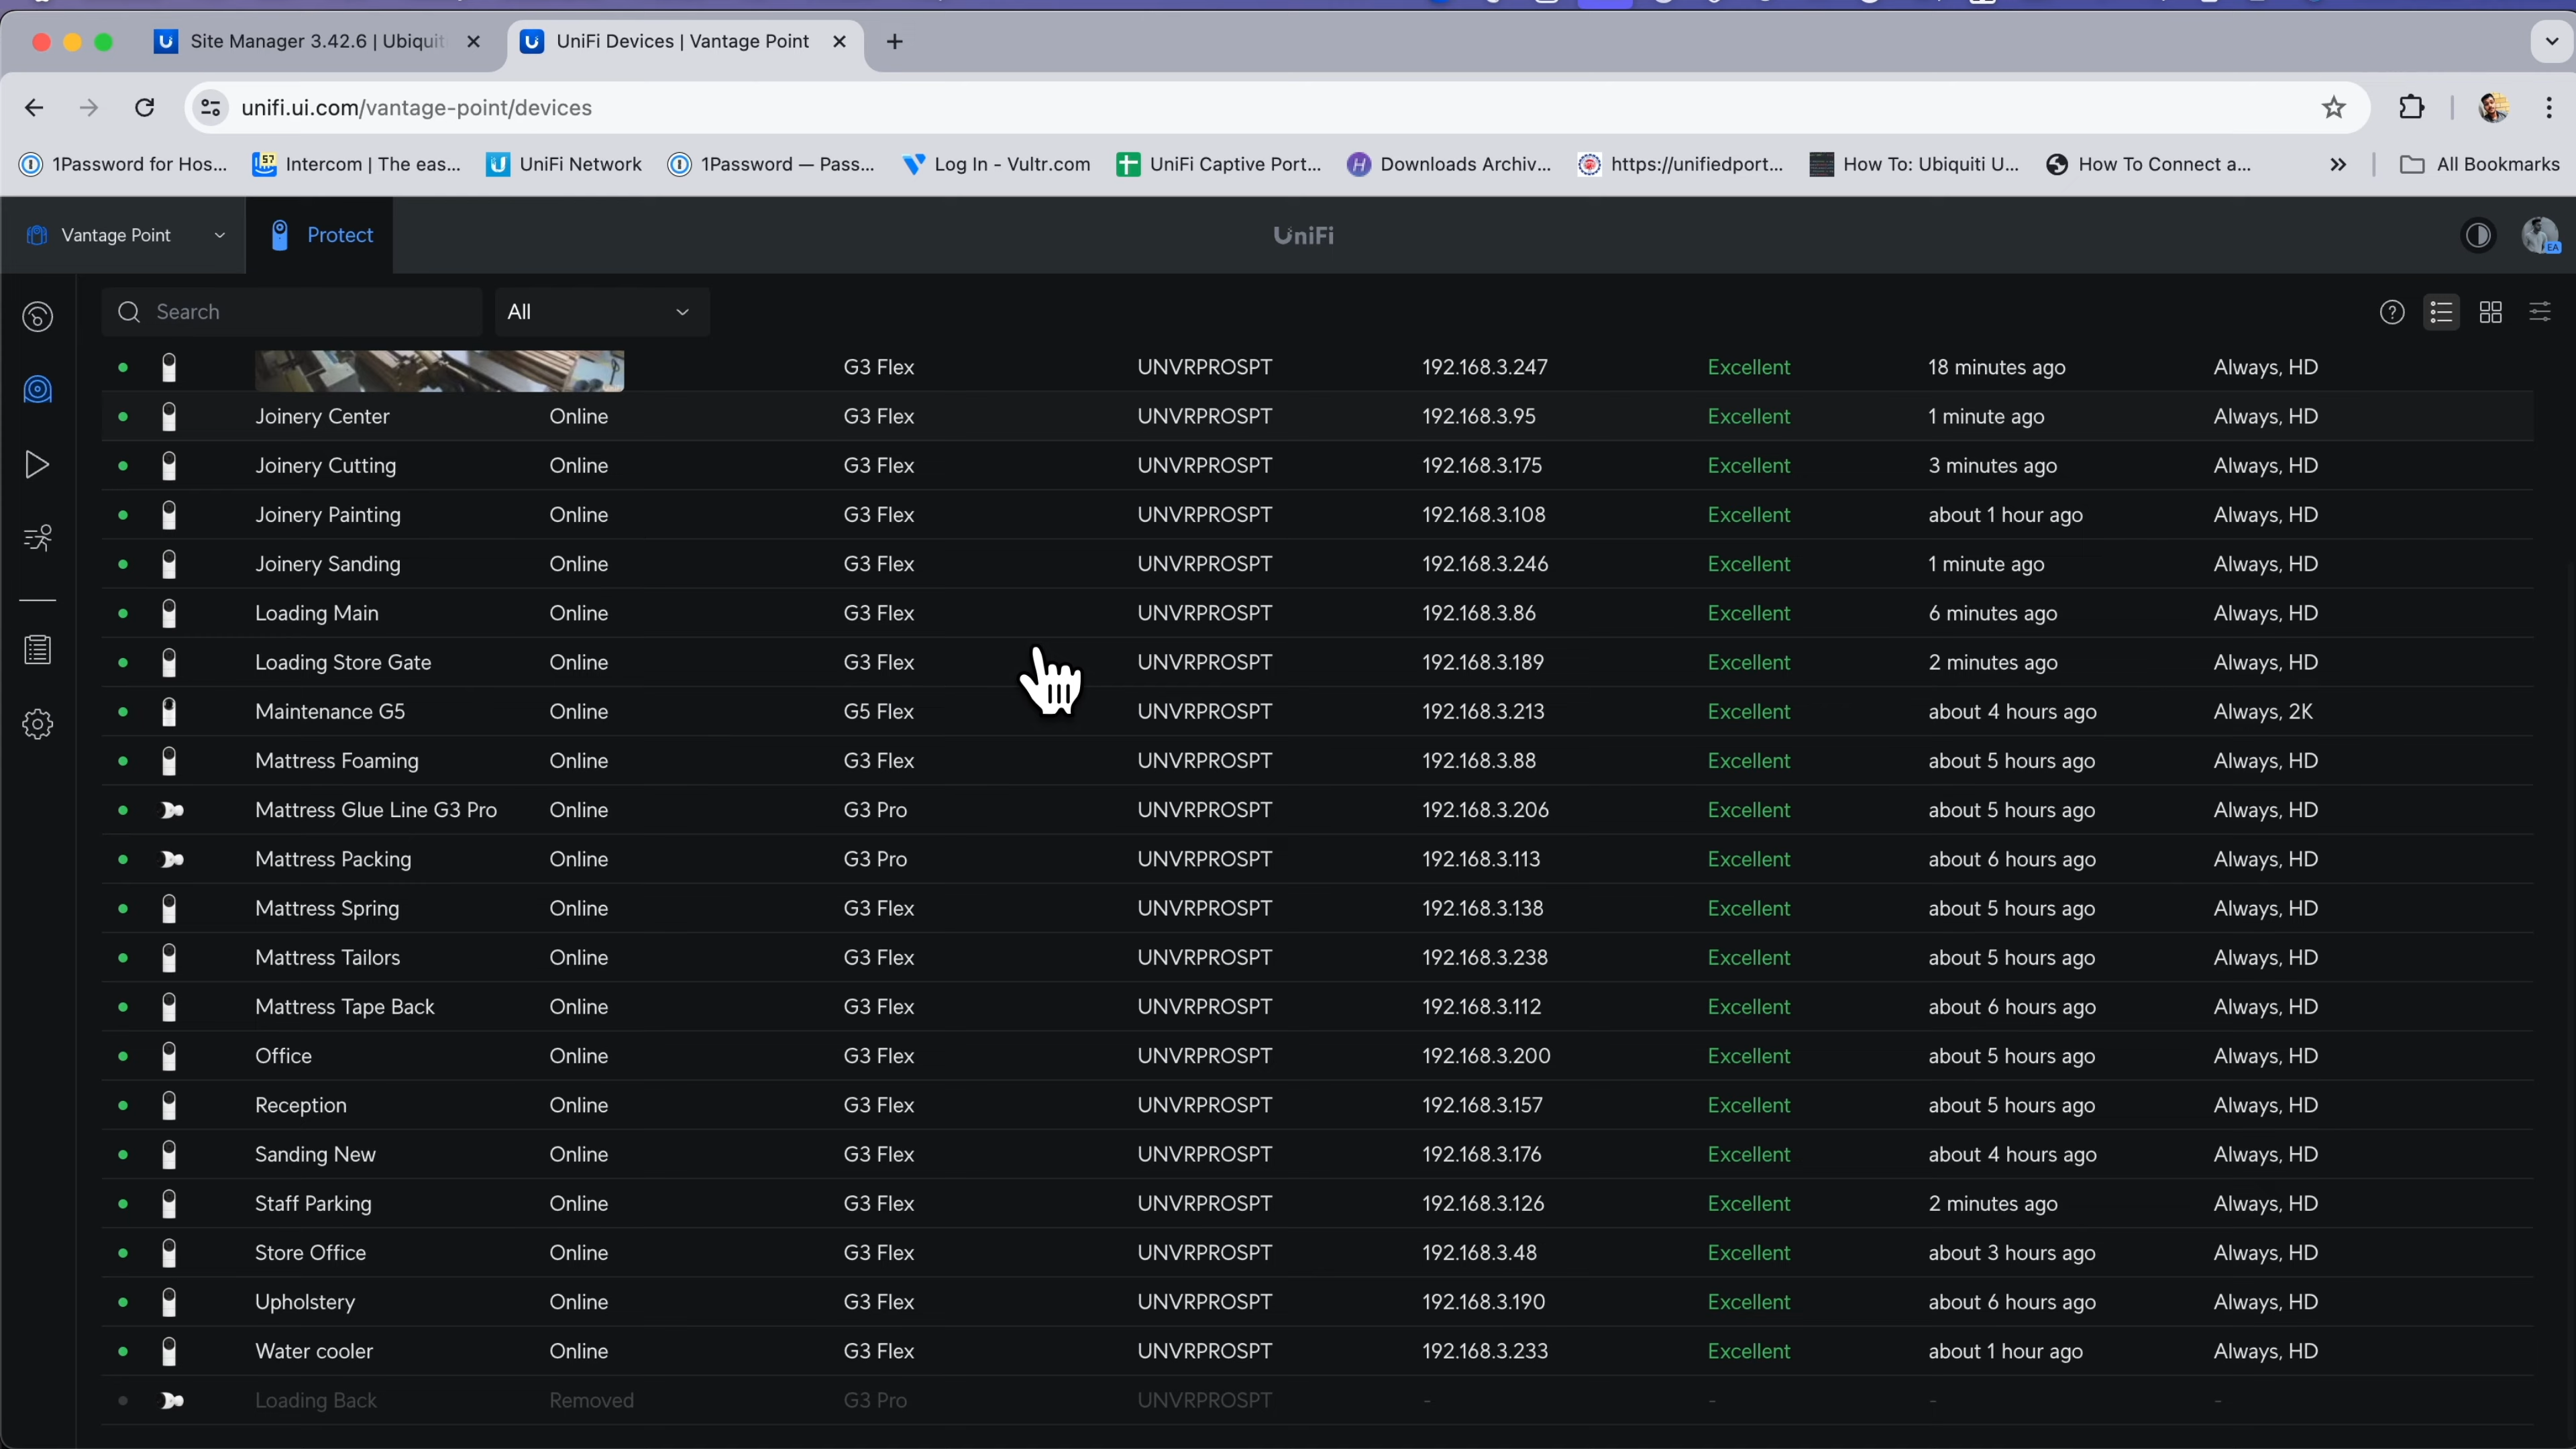 Site Manager 3.42.6 | Ubiquit
UniFi Devices | Vantage Point
unifi.ui.com/vantage-point/devices
1Password for Hos...
57
Intercom | The eas...
UniFi Network
1Password — Pass...
Log In - Vultr.com
UniFi Captive Port...
Downloads Archiv...
https://unifiedport...
How To: Ubiquiti U...
How To Connect a...
All Bookmarks
Vantage Point
Protect
UniFi
EA
Search
All
G3 Flex UNVRPROSPT 192.168.3.247 Excellent 18 minutes ago Always, HD
Joinery Center Online G3 Flex UNVRPROSPT 192.168.3.95 Excellent 1 minute ago Always, HD
Joinery Cutting Online G3 Flex UNVRPROSPT 192.168.3.175 Excellent 3 minutes ago Always, HD
Joinery Painting Online G3 Flex UNVRPROSPT 192.168.3.108 Excellent about 1 hour ago Always, HD
Joinery Sanding Online G3 Flex UNVRPROSPT 192.168.3.246 Excellent 1 minute ago Always, HD
Loading Main Online G3 Flex UNVRPROSPT 192.168.3.86 Excellent 6 minutes ago Always, HD
Loading Store Gate Online G3 Flex UNVRPROSPT 192.168.3.189 Excellent 2 minutes ago Always, HD
Maintenance G5 Online G5 Flex UNVRPROSPT 192.168.3.213 Excellent about 4 hours ago Always, 2K
Mattress Foaming Online G3 Flex UNVRPROSPT 192.168.3.88 Excellent about 5 hours ago Always, HD
Mattress Glue Line G3 Pro Online G3 Pro UNVRPROSPT 192.168.3.206 Excellent about 5 hours ago Always, HD
Mattress Packing Online G3 Pro UNVRPROSPT 192.168.3.113 Excellent about 6 hours ago Always, HD
Mattress Spring Online G3 Flex UNVRPROSPT 192.168.3.138 Excellent about 5 hours ago Always, HD
Mattress Tailors Online G3 Flex UNVRPROSPT 192.168.3.238 Excellent about 5 hours ago Always, HD
Mattress Tape Back Online G3 Flex UNVRPROSPT 192.168.3.112 Excellent about 6 hours ago Always, HD
Office Online G3 Flex UNVRPROSPT 192.168.3.200 Excellent about 5 hours ago Always, HD
Reception Online G3 Flex UNVRPROSPT 192.168.3.157 Excellent about 5 hours ago Always, HD
Sanding New Online G3 Flex UNVRPROSPT 192.168.3.176 Excellent about 4 hours ago Always, HD
Staff Parking Online G3 Flex UNVRPROSPT 192.168.3.126 Excellent 2 minutes ago Always, HD
Store Office Online G3 Flex UNVRPROSPT 192.168.3.48 Excellent about 3 hours ago Always, HD
Upholstery Online G3 Flex UNVRPROSPT 192.168.3.190 Excellent about 6 hours ago Always, HD
Water cooler Online G3 Flex UNVRPROSPT 192.168.3.233 Excellent about 1 hour ago Always, HD
Loading Back Removed G3 Pro UNVRPROSPT - - - -